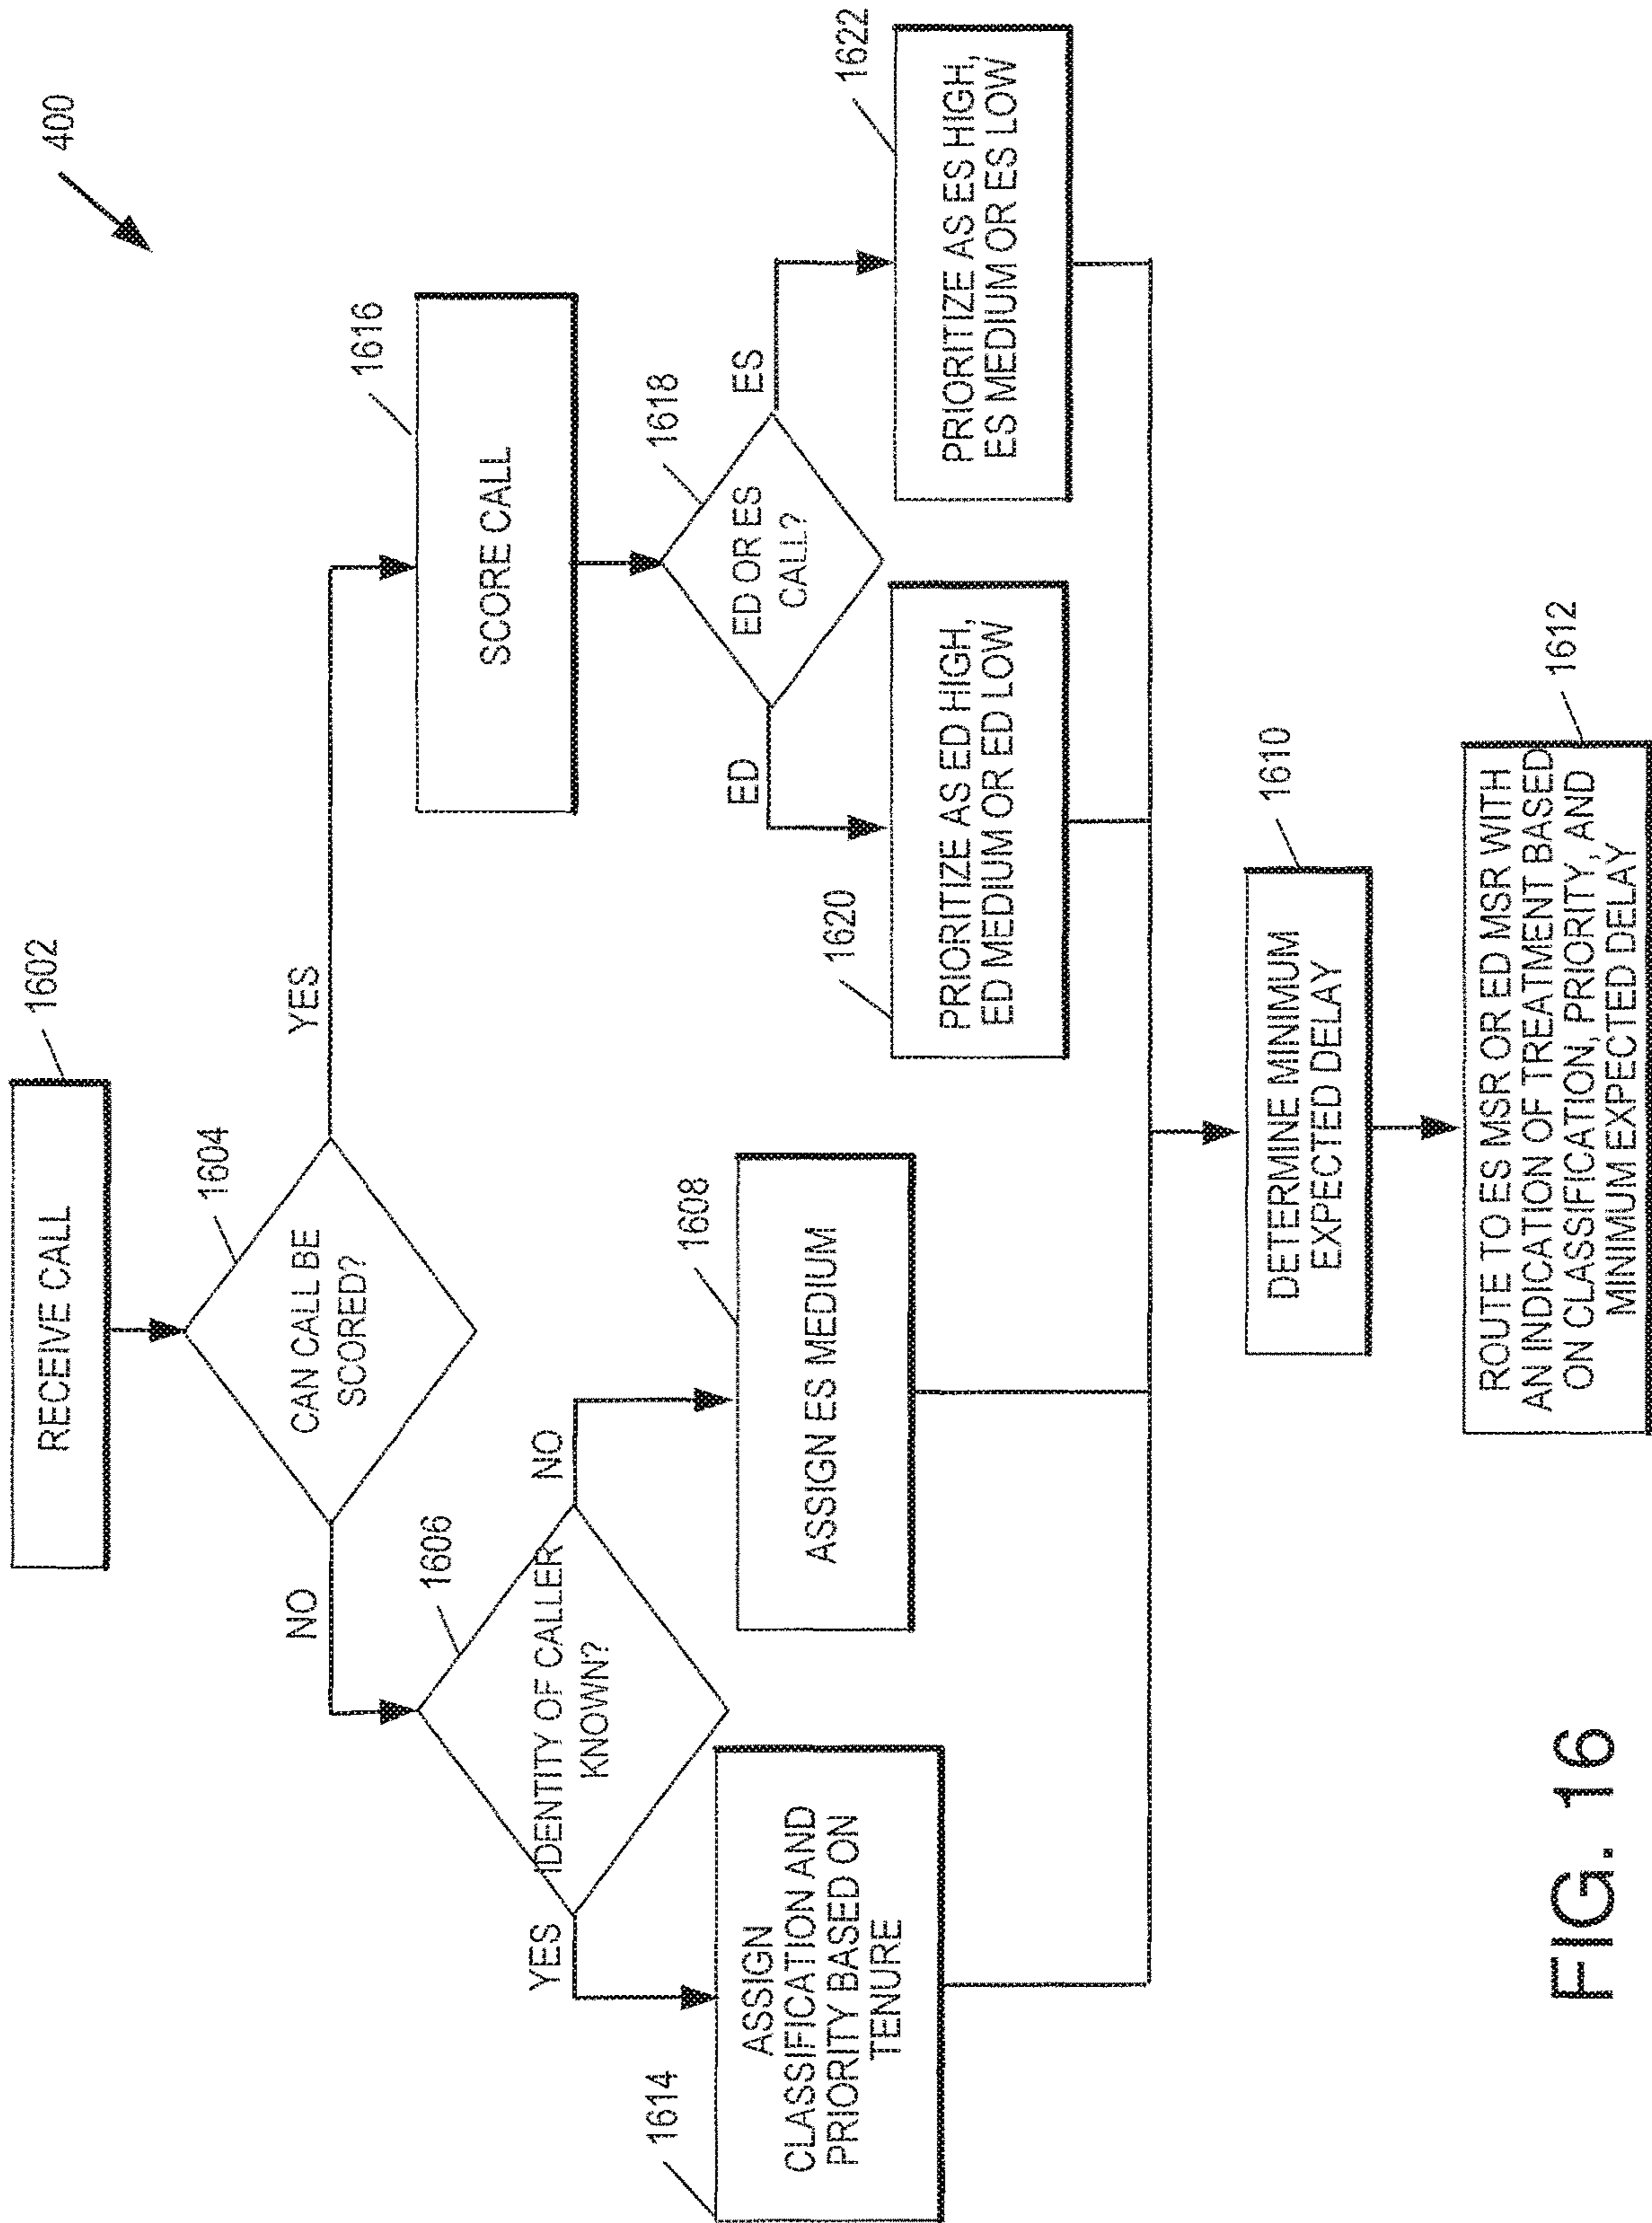 400
RECEIVE CALL
1602
CAN CALL BE
SCORED?
1604
NO
YES
IDENTITY OF CALLER
KNOWN?
1606
YES
NO
SCORE CALL
1616
ED OR ES
CALL?
1618
ED
ES
ASSIGN
CLASSIFICATION AND
PRIORITY BASED ON
TENURE
1614
ASSIGN ES MEDIUM
1608
PRIORITIZE AS ED HIGH,
ED MEDIUM OR ED LOW
1620
PRIORITIZE AS ES HIGH,
ES MEDIUM OR ES LOW
1622
DETERMINE MINIMUM
EXPECTED DELAY
1610
ROUTE TO ES MSR OR ED MSR WITH
AN INDICATION OF TREATMENT BASED
ON CLASSIFICATION, PRIORITY, AND
MINIMUM EXPECTED DELAY
1612
FIG. 16